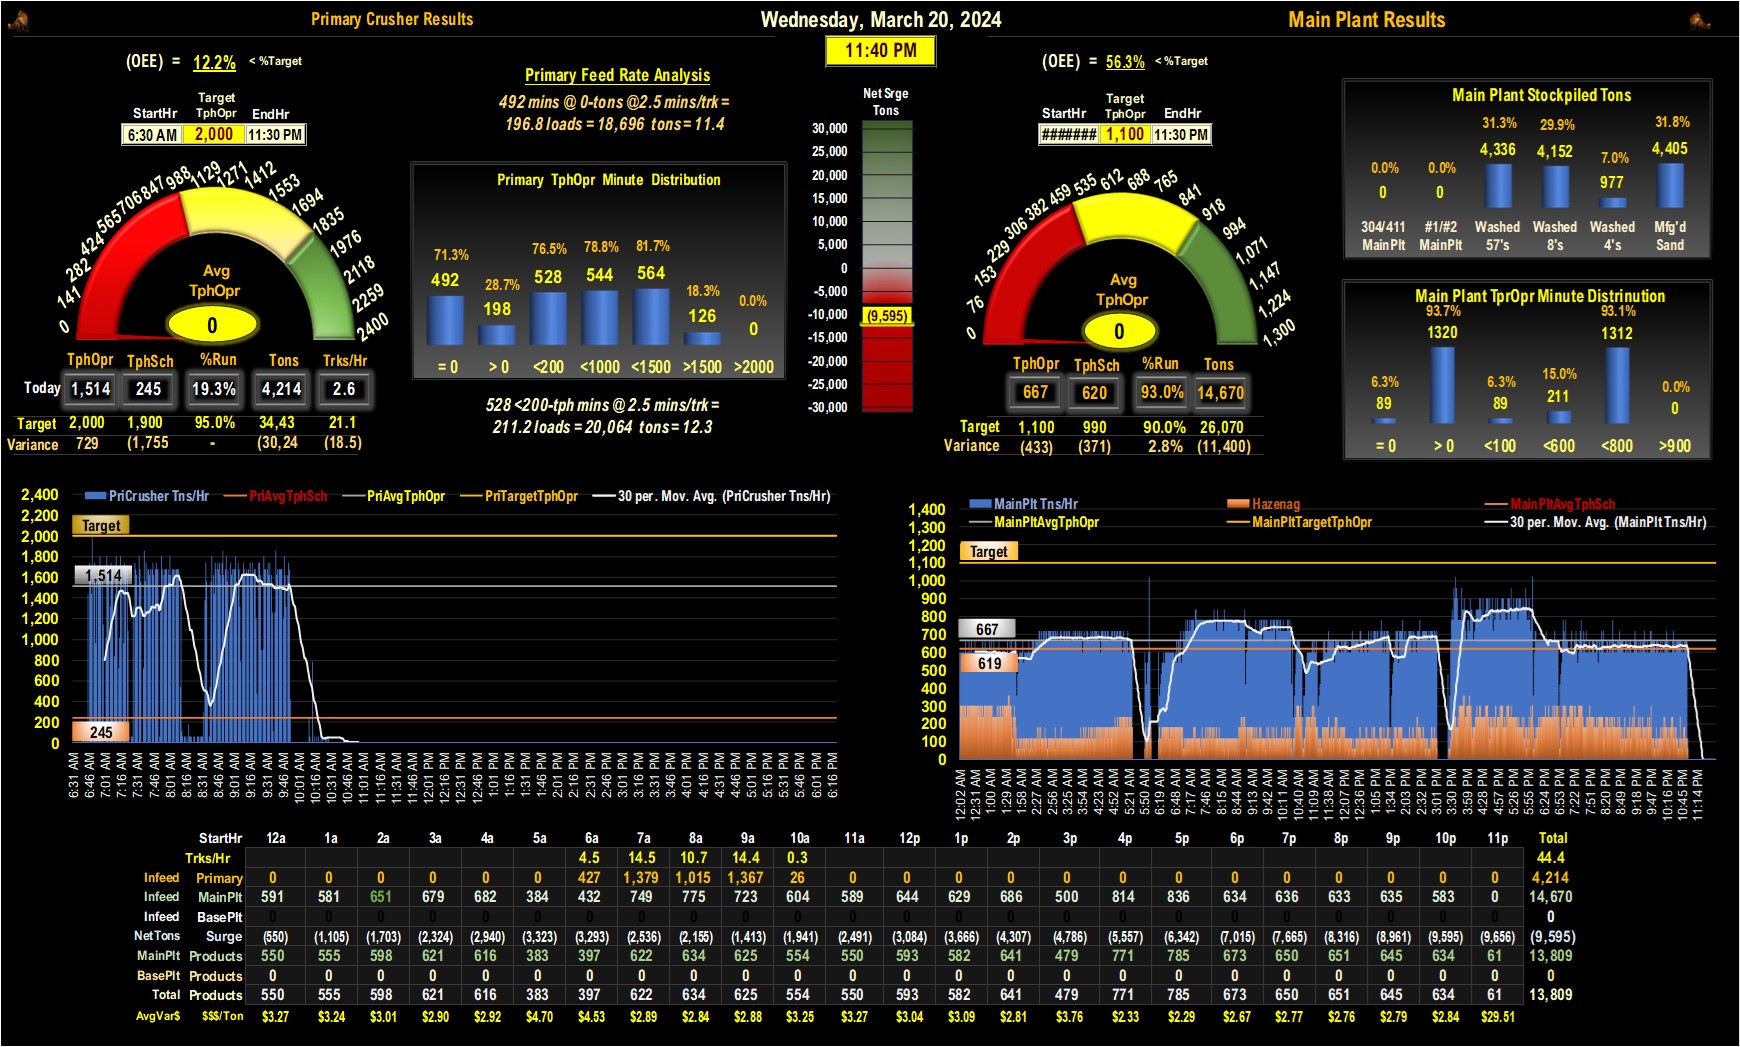 Primary Crusher Results
Wednesday, March 20, 2024
Main Plant Results
11:40 PM
(OEE) = 12.2% < %Target
Target
StartHr TphOpr EndHr
6:30 AM 2,000 11:30 PM
0 141 282 424 565 706 847 988 1129 1271 1412 1553 1694 1835 1976 2118 2259 2400
Avg
TphOpr
0
TphOpr TphSch %Run Tons Trks/Hr
Today 1,514 245 19.3% 4,214 2.6
Target 2,000 1,900 95.0% 34,43 21.1
Variance 729 (1,755 - (30,24 (18.5)
Primary Feed Rate Analysis
492 mins @ 0-tons @2.5 mins/trk =
196.8 loads = 18,696 tons = 11.4
Primary TphOpr Minute Distribution
71.3% 28.7% 76.5% 78.8% 81.7% 18.3% 0.0%
492 198 528 544 564 126 0
= 0 > 0 <200 <1000 <1500 >1500 >2000
528 <200-tph mins @ 2.5 mins/trk =
211.2 loads = 20,064 tons = 12.3
Net Srge
Tons
30,000
25,000
20,000
15,000
10,000
5,000
0
-5,000
-10,000
(9,595)
-15,000
-20,000
-25,000
-30,000
(OEE) = 56.3% < %Target
Target
StartHr TphOpr EndHr
####### 1,100 11:30 PM
0 76 153 229 306 382 459 535 612 688 765 841 918 994 1,071 1,147 1,224 1,300
Avg
TphOpr
0
TphOpr TphSch %Run Tons
667 620 93.0% 14,670
Target 1,100 990 90.0% 26,070
Variance (433) (371) 2.8% (11,400)
Main Plant Stockpiled Tons
0.0% 0.0% 31.3% 29.9% 7.0% 31.8%
0 0 4,336 4,152 977 4,405
304/411 #1/#2 Washed Washed Washed Mfg'd
MainPlt MainPlt 57's 8's 4's Sand
Main Plant TprOpr Minute Distrinution
6.3% 93.7% 6.3% 15.0% 93.1% 0.0%
89 1320 89 211 1312 0
= 0 > 0 <100 <600 <800 >900
PriCrusher Tns/Hr PriAvgTphSch PriAvgTphOpr PriTargetTphOpr 30 per. Mov. Avg. (PriCrusher Tns/Hr)
2,400
2,200
2,000
1,800
1,600
1,400
1,200
1,000
800
600
400
200
0
Target
1,514
245
6:31 AM 6:46 AM 7:01 AM 7:16 AM 7:31 AM 7:46 AM 8:01 AM 8:16 AM 8:31 AM 8:46 AM 9:01 AM 9:16 AM 9:31 AM 9:46 AM 10:01 AM 10:16 AM 10:31 AM 10:46 AM 11:01 AM 11:16 AM 11:31 AM 11:46 AM 12:01 PM 12:16 PM 12:31 PM 12:46 PM 1:01 PM 1:16 PM 1:31 PM 1:46 PM 2:01 PM 2:16 PM 2:31 PM 2:46 PM 3:01 PM 3:16 PM 3:31 PM 3:46 PM 4:01 PM 4:16 PM 4:31 PM 4:46 PM 5:01 PM 5:16 PM 5:31 PM 5:46 PM 6:01 PM 6:16 PM
MainPlt Tns/Hr Hazenag MainPltAvgTphSch
MainPltAvgTphOpr MainPltTargetTphOpr 30 per. Mov. Avg. (MainPlt Tns/Hr)
1,400
1,300
1,200
1,100
1,000
900
800
700
600
500
400
300
200
100
0
Target
667
619
12:02 AM 12:31 AM 1:00 AM 1:29 AM 1:58 AM 2:27 AM 2:56 AM 3:25 AM 3:54 AM 4:23 AM 4:52 AM 5:21 AM 5:50 AM 6:19 AM 6:48 AM 7:17 AM 7:46 AM 8:15 AM 8:44 AM 9:13 AM 9:42 AM 10:11 AM 10:40 AM 11:09 AM 11:38 AM 12:07 PM 12:36 PM 1:05 PM 1:34 PM 2:03 PM 2:32 PM 3:01 PM 3:30 PM 3:59 PM 4:28 PM 4:57 PM 5:26 PM 5:55 PM 6:24 PM 6:53 PM 7:22 PM 7:51 PM 8:20 PM 8:49 PM 9:18 PM 9:47 PM 10:16 PM 10:45 PM 11:14 PM
StartHr 12a 1a 2a 3a 4a 5a 6a 7a 8a 9a 10a 11a 12p 1p 2p 3p 4p 5p 6p 7p 8p 9p 10p 11p Total
Trks/Hr 4.5 14.5 10.7 14.4 0.3 44.4
Infeed Primary 0 0 0 0 0 0 427 1,379 1,015 1,367 26 0 0 0 0 0 0 0 0 0 0 0 0 0 4,214
Infeed MainPlt 591 581 651 679 682 384 432 749 775 723 604 589 644 629 686 500 814 836 634 636 633 635 583 0 14,670
Infeed BasePlt 0 0 0 0 0 0 0 0 0 0 0 0 0 0 0 0 0 0 0 0 0 0 0 0 0
NetTons Surge (550) (1,105) (1,703) (2,324) (2,940) (3,323) (3,293) (2,536) (2,155) (1,413) (1,941) (2,491) (3,084) (3,666) (4,307) (4,786) (5,557) (6,342) (7,015) (7,665) (8,316) (8,961) (9,595) (9,656) (9,595)
MainPlt Products 550 555 598 621 616 383 397 622 634 625 554 550 593 582 641 479 771 785 673 650 651 645 634 61 13,809
BasePlt Products 0 0 0 0 0 0 0 0 0 0 0 0 0 0 0 0 0 0 0 0 0 0 0 0 0
Total Products 550 555 598 621 616 383 397 622 634 625 554 550 593 582 641 479 771 785 673 650 651 645 634 61 13,809
AvgVar$ $$$/Ton $3.27 $3.24 $3.01 $2.90 $2.92 $4.70 $4.53 $2.89 $2.84 $2.88 $3.25 $3.27 $3.04 $3.09 $2.81 $3.76 $2.33 $2.29 $2.67 $2.77 $2.76 $2.79 $2.84 $29.51